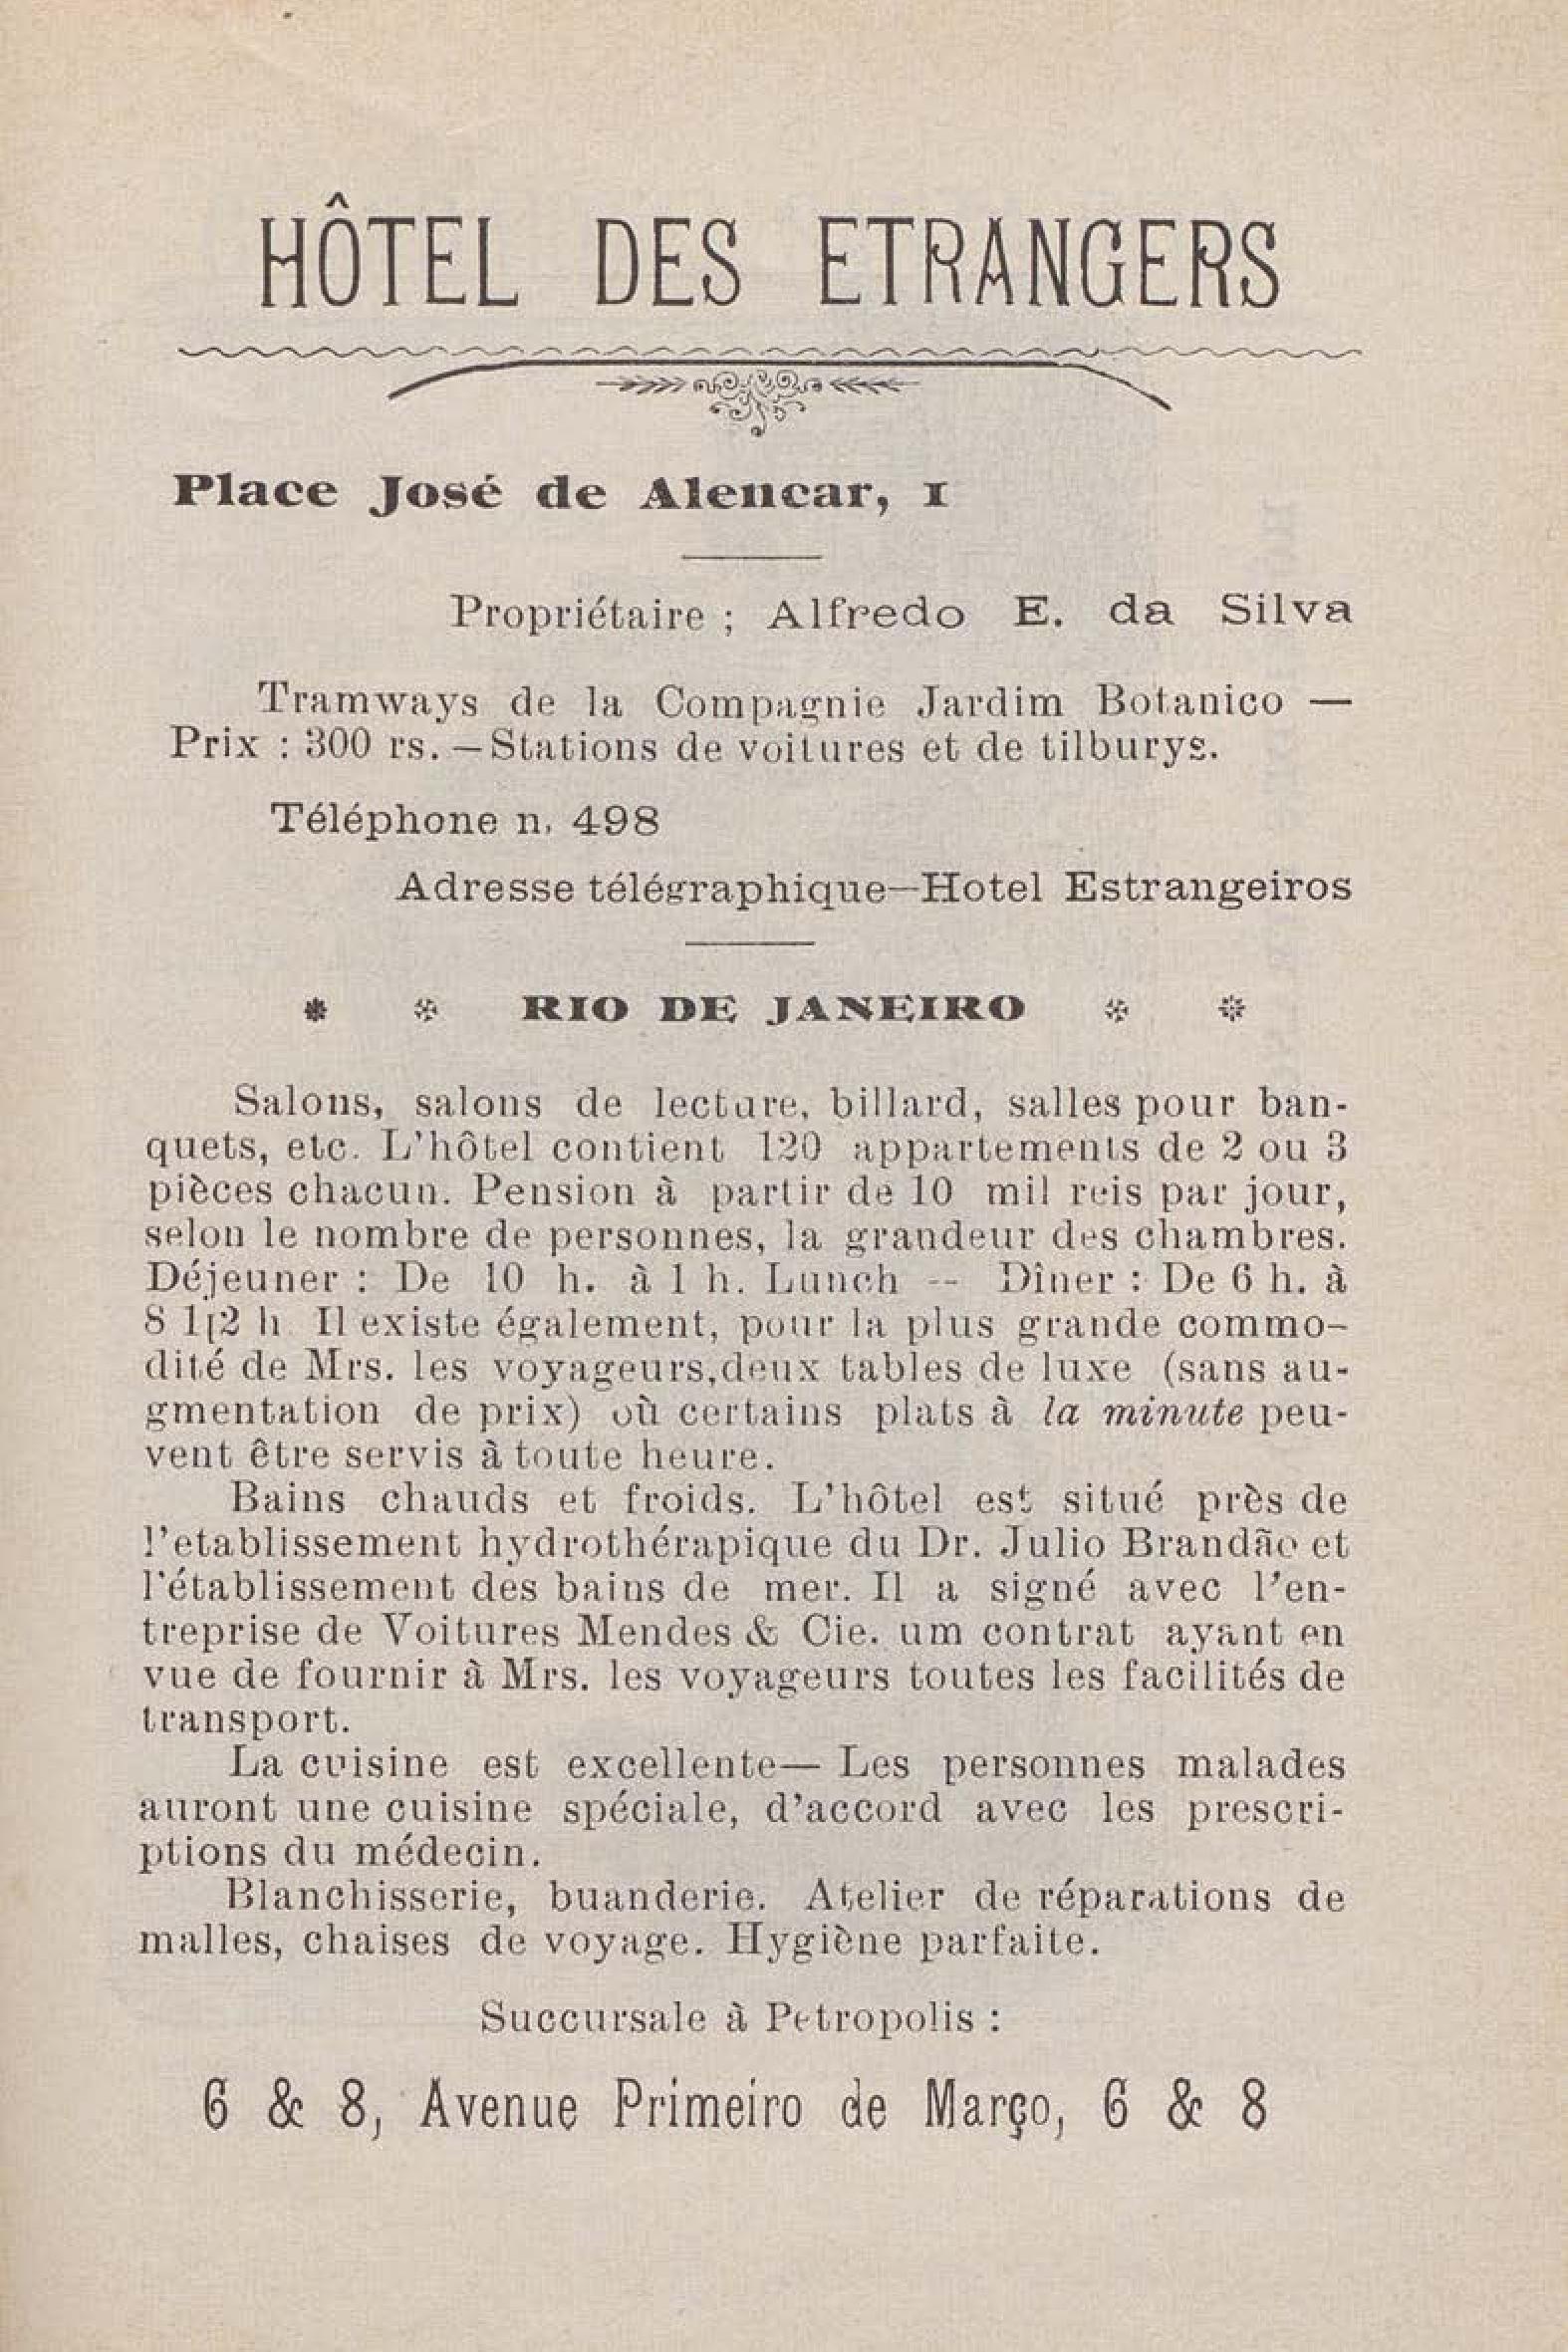 HÔTEL DES ETRANGERS
Place José de Alencar, 1
Propriétaire ; Alfredo E. da Silva
Tramways de la Compagnie Jardim Botanico —
Prix : 300 rs. — Stations de voitures et de tilburys.
Téléphone n. 498
Adresse télégraphique—Hotel Estrangeiros
RIO DE JANEIRO
Salons, salons de lecture, billard, salles pour ban-
quets, etc. L'hôtel contient 120 appartements de 2 ou 3
pièces chacun. Pension à partir de 10 mil reis par jour,
selon le nombre de personnes, la grandeur des chambres.
Déjeuner : De 10 h. à 1 h. Lunch -- Dîner : De 6 h. à
8 1[2 h Il existe également, pour la plus grande commo-
dité de Mrs. les voyageurs,deux tables de luxe (sans au-
gmentation de prix) où certains plats à la minute peu-
vent être servis à toute heure.
Bains chauds et froids. L'hôtel est situé près de
l'etablissement hydrothérapique du Dr. Julio Brandão et
l'établissement des bains de mer. Il a signé avec l'en-
treprise de Voitures Mendes & Cie. um contrat ayant en
vue de fournir à Mrs. les voyageurs toutes les facilités de
transport.
La cuisine est excellente— Les personnes malades
auront une cuisine spéciale, d'accord avec les prescri-
ptions du médecin.
Blanchisserie, buanderie. Atelier de réparations de
malles, chaises de voyage. Hygiène parfaite.
Succursale à Petropolis :
6 & 8, Avenue Primeiro de Março, 6 & 8